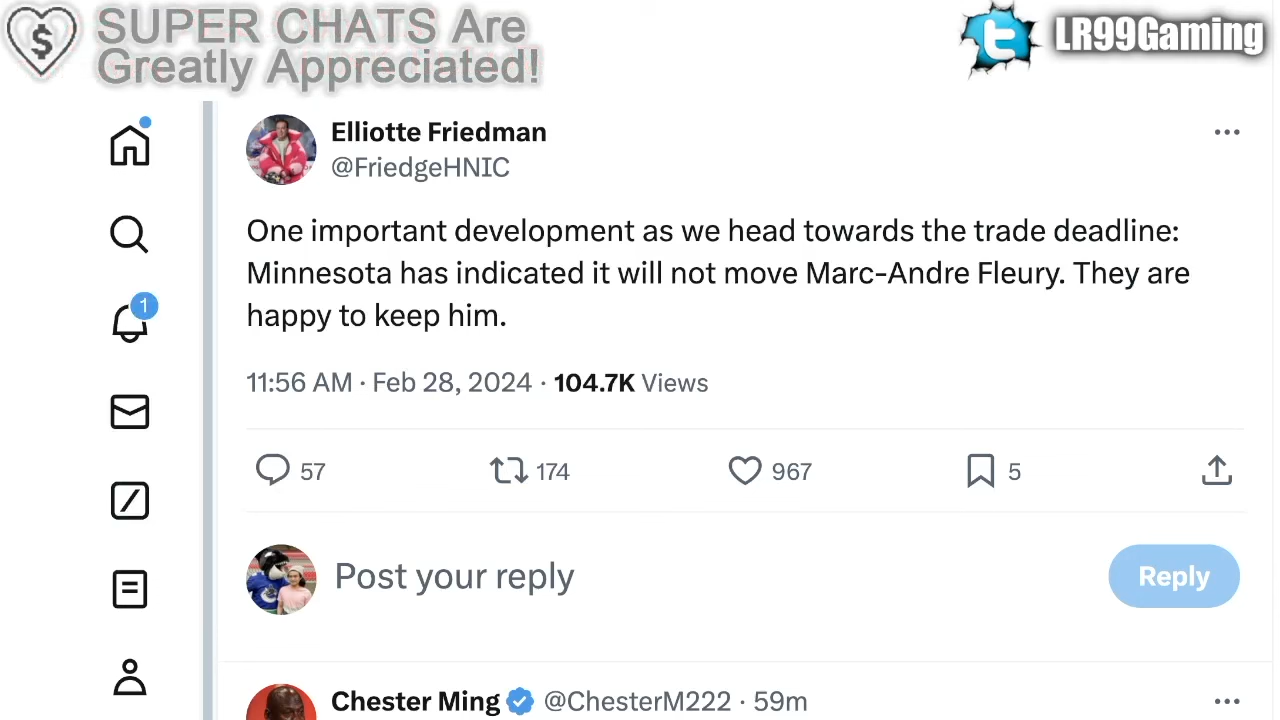 SUPER CHATS Are
Greatly Appreciated!
LR99Gaming
Elliotte Friedman
@FriedgeHNIC
One important development as we head towards the trade deadline:
Minnesota has indicated it will not move Marc-Andre Fleury. They are
happy to keep him.
11:56 AM · Feb 28, 2024 · 104.7K Views
1
57 174 967 5
Post your reply
Reply
Chester Ming @ChesterM222 · 59m